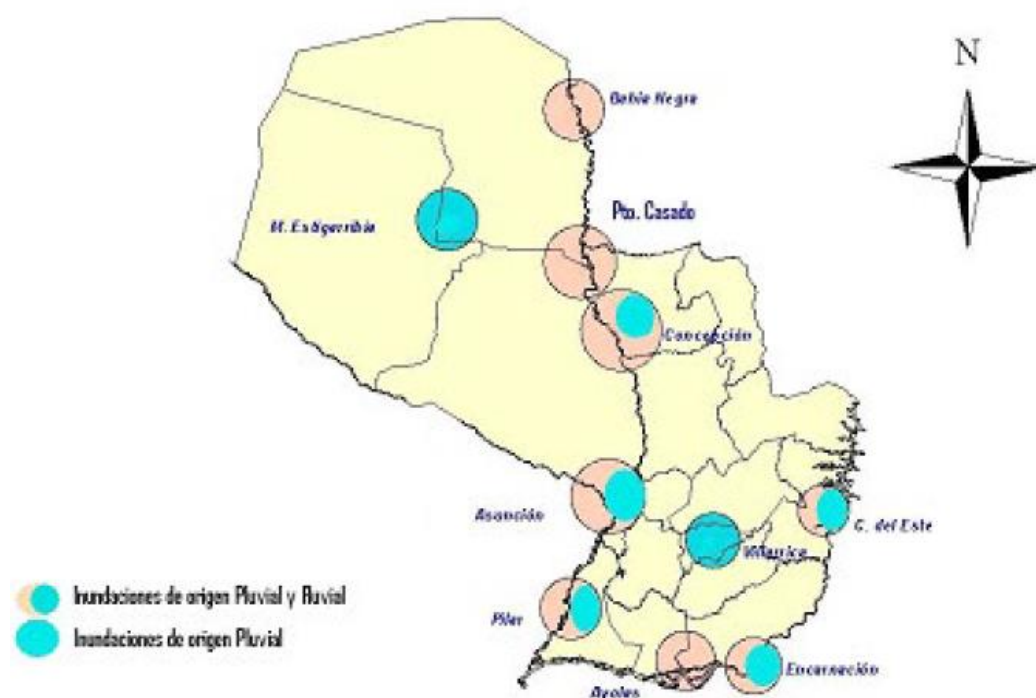 N
Bahía Negra
Pto. Casado
M. Estigarribia
Concepción
Asunción
C. del Este
Villarrica
Inundaciones de origen Pluvial y Fluvial
Inundaciones de origen Pluvial
Pilar
Encarnación
Ayolas